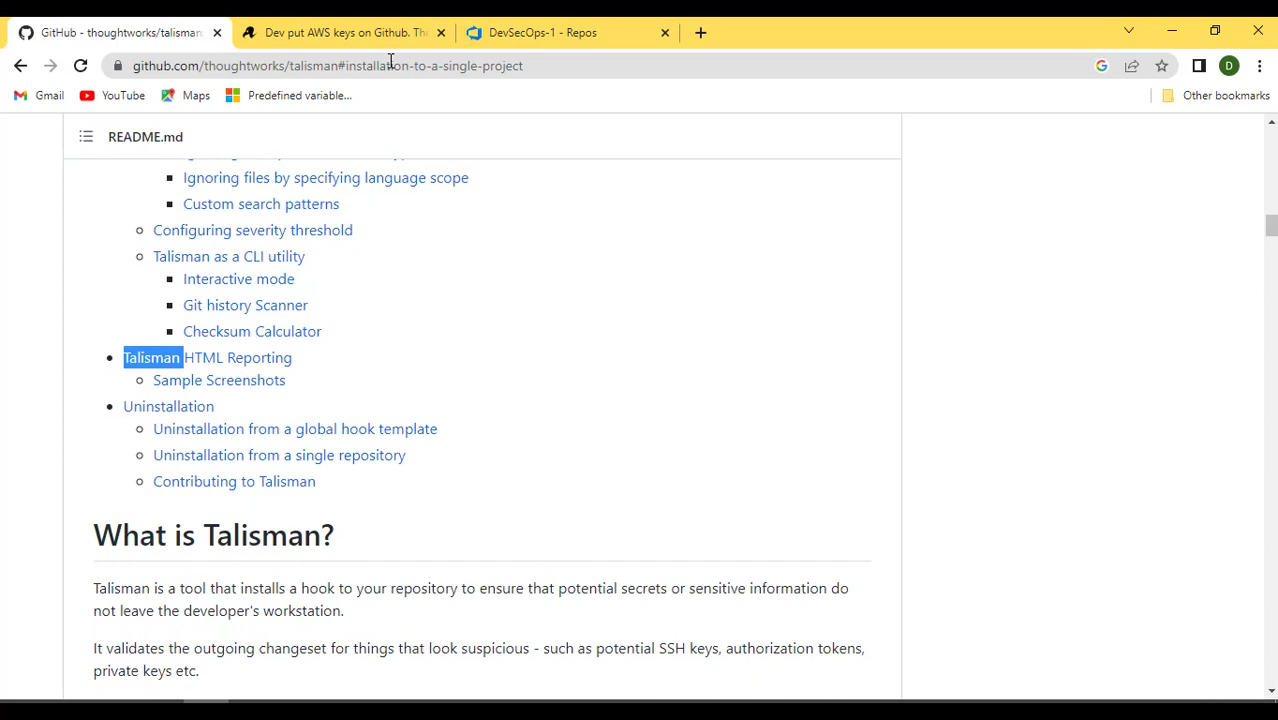 GitHub - thoughtworks/talisman:
Dev put AWS keys on Github. The
DevSecOps-1 - Repos
github.com/thoughtworks/talisman#installation-to-a-single-project
D
Gmail
YouTube
Maps
Predefined variable...
Other bookmarks
README.md
Ignoring files by specifying language scope
Custom search patterns
Configuring severity threshold
Talisman as a CLI utility
Interactive mode
Git history Scanner
Checksum Calculator
Talisman HTML Reporting
Sample Screenshots
Uninstallation
Uninstallation from a global hook template
Uninstallation from a single repository
Contributing to Talisman
What is Talisman?
Talisman is a tool that installs a hook to your repository to ensure that potential secrets or sensitive information do
not leave the developer's workstation.
It validates the outgoing changeset for things that look suspicious - such as potential SSH keys, authorization tokens,
private keys etc.